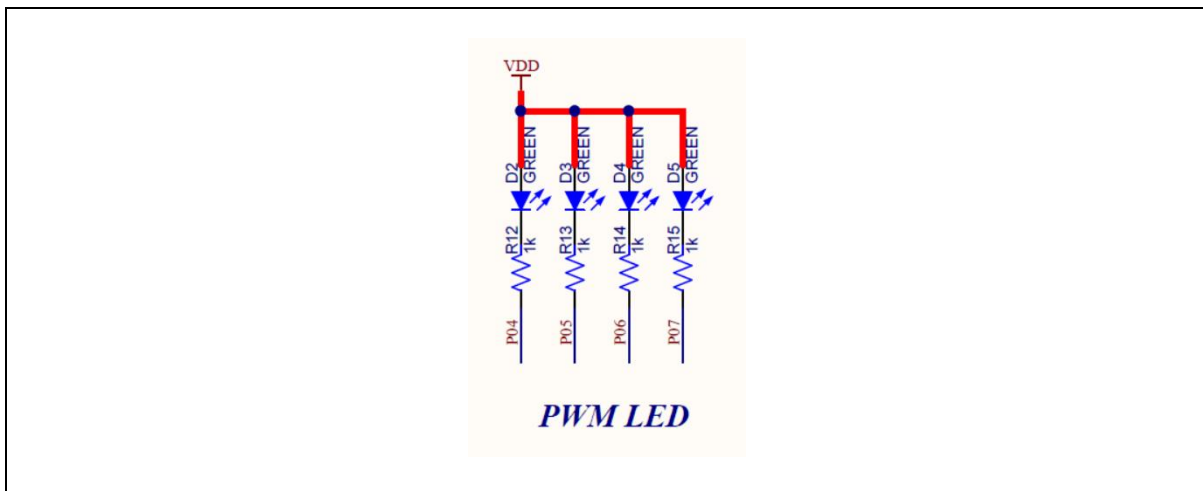 VDD
D2 GREEN
D3 GREEN
D4 GREEN
D5 GREEN
R12 1k
R13 1k
R14 1k
R15 1k
P04
P05
P06
P07
PWM LED